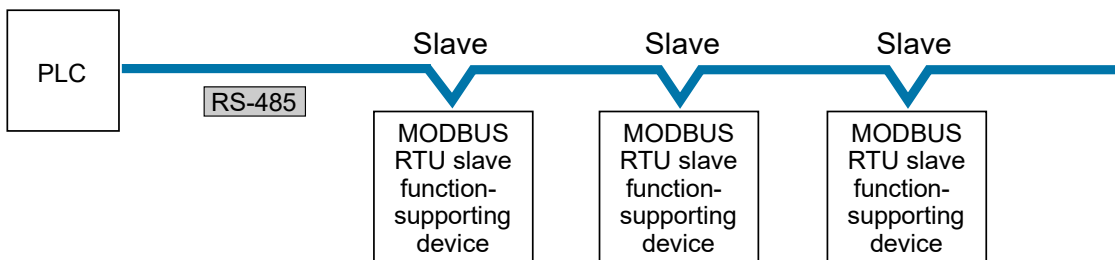 PLC
RS-485
Slave
Slave
Slave
MODBUS
RTU slave
function-
supporting
device
MODBUS
RTU slave
function-
supporting
device
MODBUS
RTU slave
function-
supporting
device